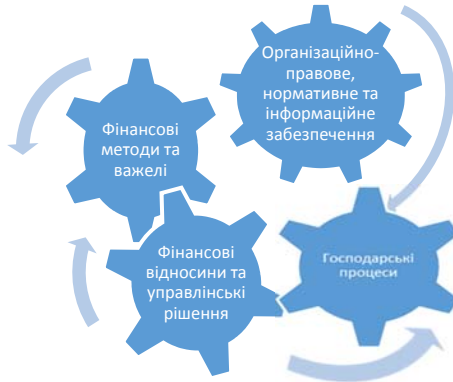 Організаційно-
правове,
нормативне та
інформаційне
забезпечення
Фінансові
методи та
важелі
Фінансові
відносини та
управлінські
рішення
Господарські
процеси